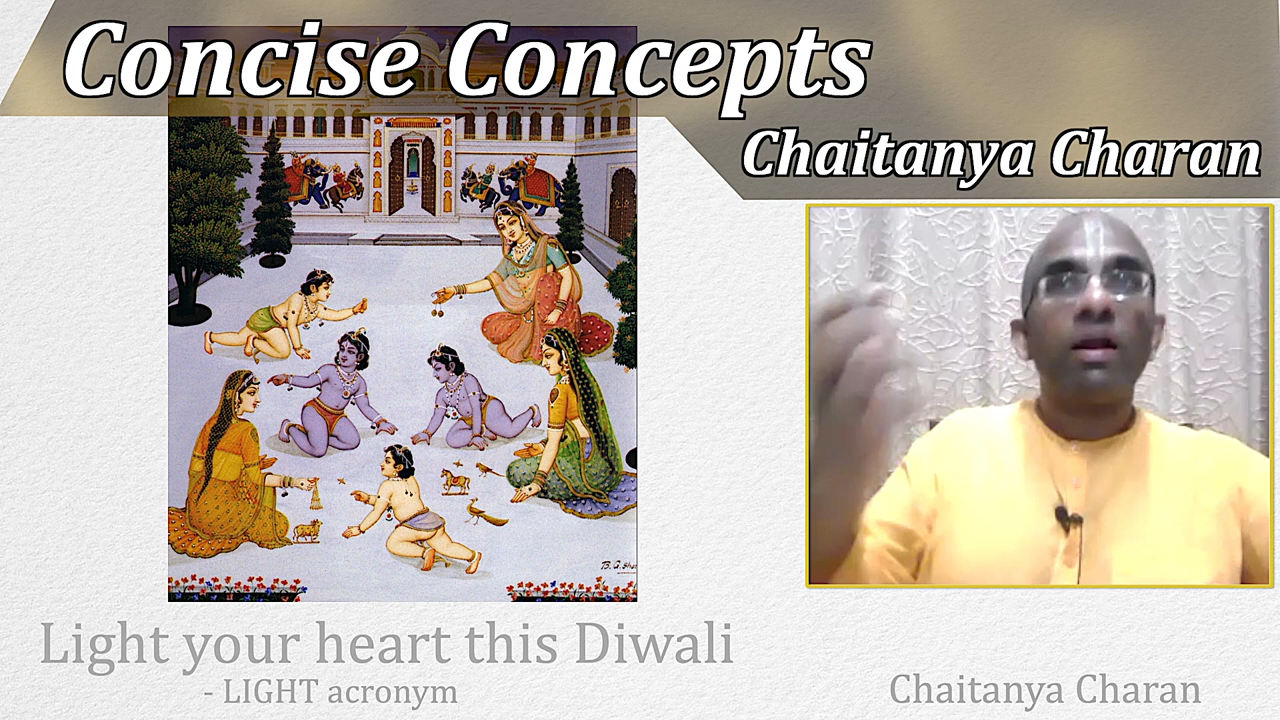 Concise Concepts
Chaitanya Charan
Light your heart this Diwali
- LIGHT acronym
Chaitanya Charan